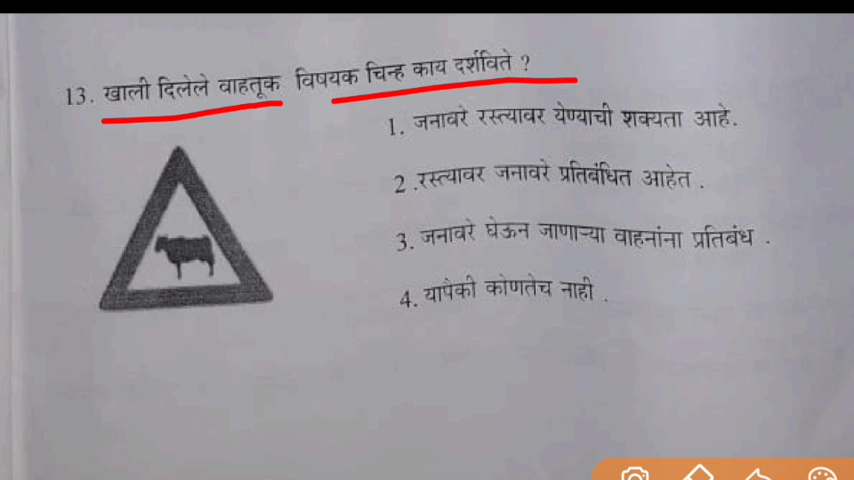 13. खाली दिलेले वाहतूक विषयक चिन्ह काय दर्शविते ?
1. जनावरे रस्त्यावर येण्याची शक्यता आहे.
2 .रस्त्यावर जनावरे प्रतिबंधित आहेत .
3. जनावरे घेऊन जाणाऱ्या वाहनांना प्रतिबंध .
4. यापैकी कोणतेच नाही .